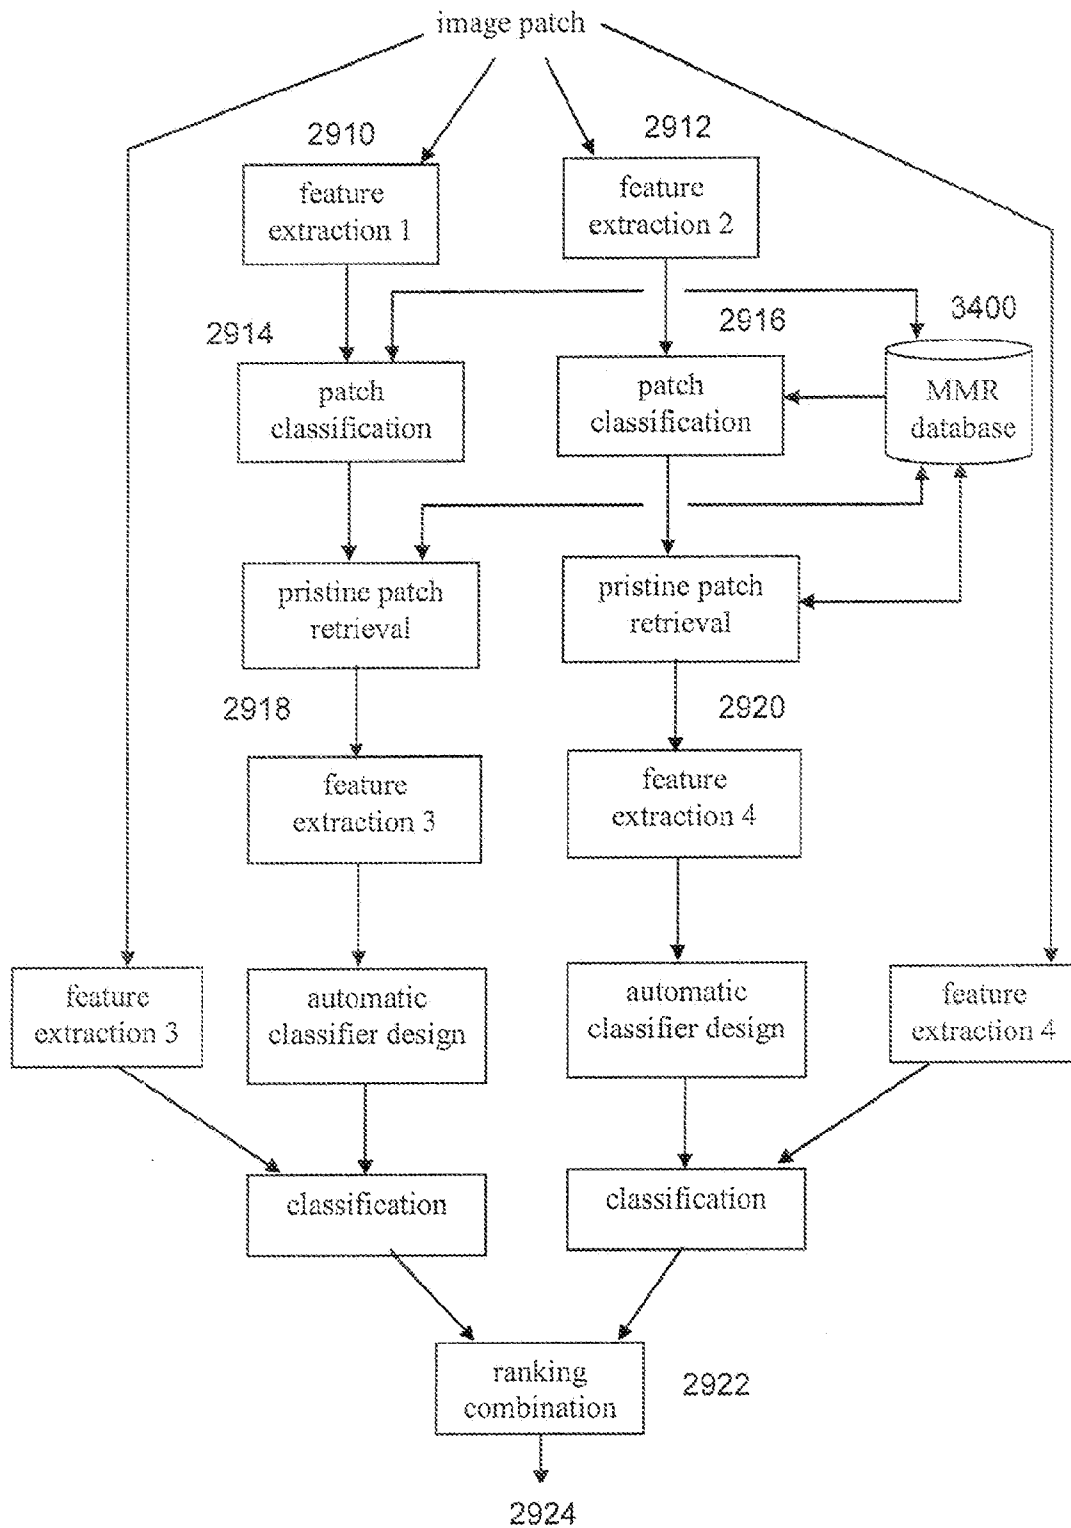 image patch
2910
2912
feature
extraction 1
feature
extraction 2
2914
2916
3400
patch
classification
patch
classification
MMR
database
pristine patch
retrieval
pristine patch
retrieval
2918
2920
feature
extraction 3
feature
extraction 4
feature
extraction 3
automatic
classifier design
automatic
classifier design
feature
extraction 4
classification
classification
ranking
combination
2922
2924